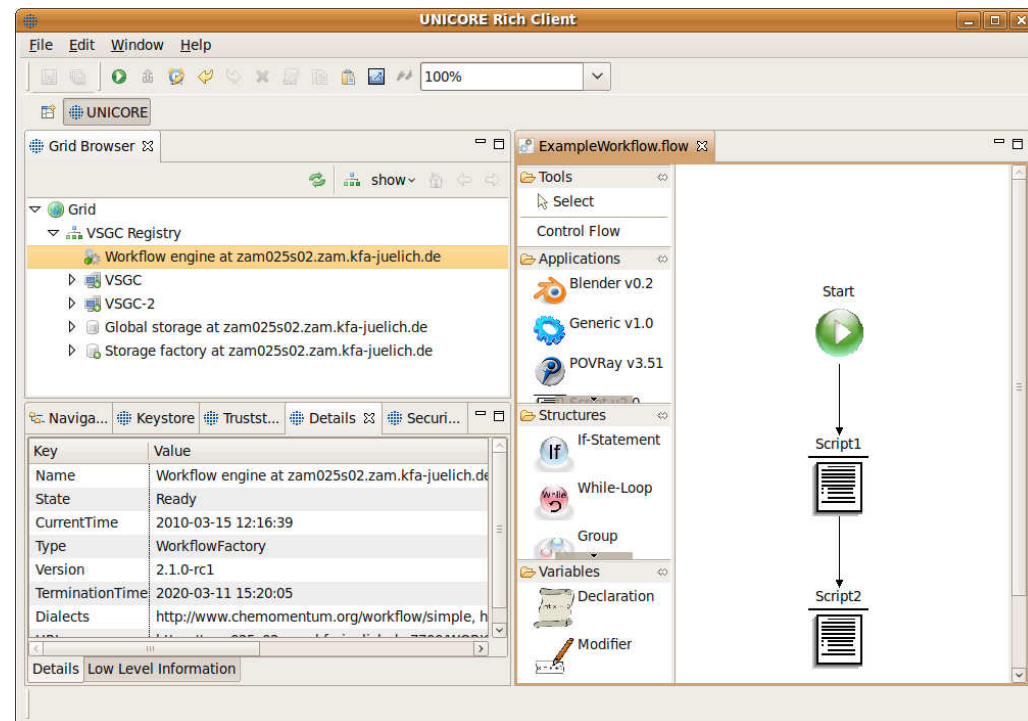 UNICORE Rich Client
File Edit Window Help
100%
UNICORE
Grid Browser
show
Grid
VSGC Registry
Workflow engine at zam025s02.zam.kfa-juelich.de
VSGC
VSGC-2
Global storage at zam025s02.zam.kfa-juelich.de
Storage factory at zam025s02.zam.kfa-juelich.de
Naviga... Keystore Trustst... Details Securi...
Key Value
Name Workflow engine at zam025s02.zam.kfa-juelich.de
State Ready
CurrentTime 2010-03-15 12:16:39
Type WorkflowFactory
Version 2.1.0-rc1
TerminationTime 2020-03-11 15:20:05
Dialects http://www.chemomentum.org/workflow/simple, h
Details Low Level Information
ExampleWorkflow.flow
Tools
Select
Control Flow
Applications
Blender v0.2
Generic v1.0
POVRay v3.51
Structures
If
If-Statement
While
While-Loop
Group
Variables
Declaration
Modifier
Start
Script1
Script2